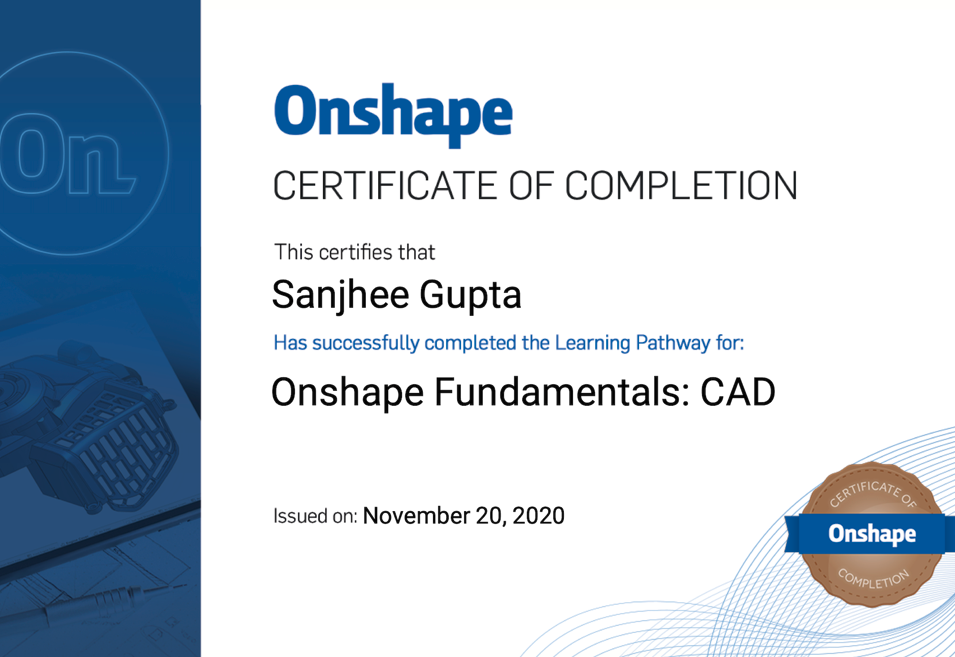 On
Onshape
CERTIFICATE OF COMPLETION
This certifies that
Sanjhee Gupta
Has successfully completed the Learning Pathway for:
Onshape Fundamentals: CAD
Issued on: November 20, 2020
CERTIFICATE OF
Onshape
COMPLETION